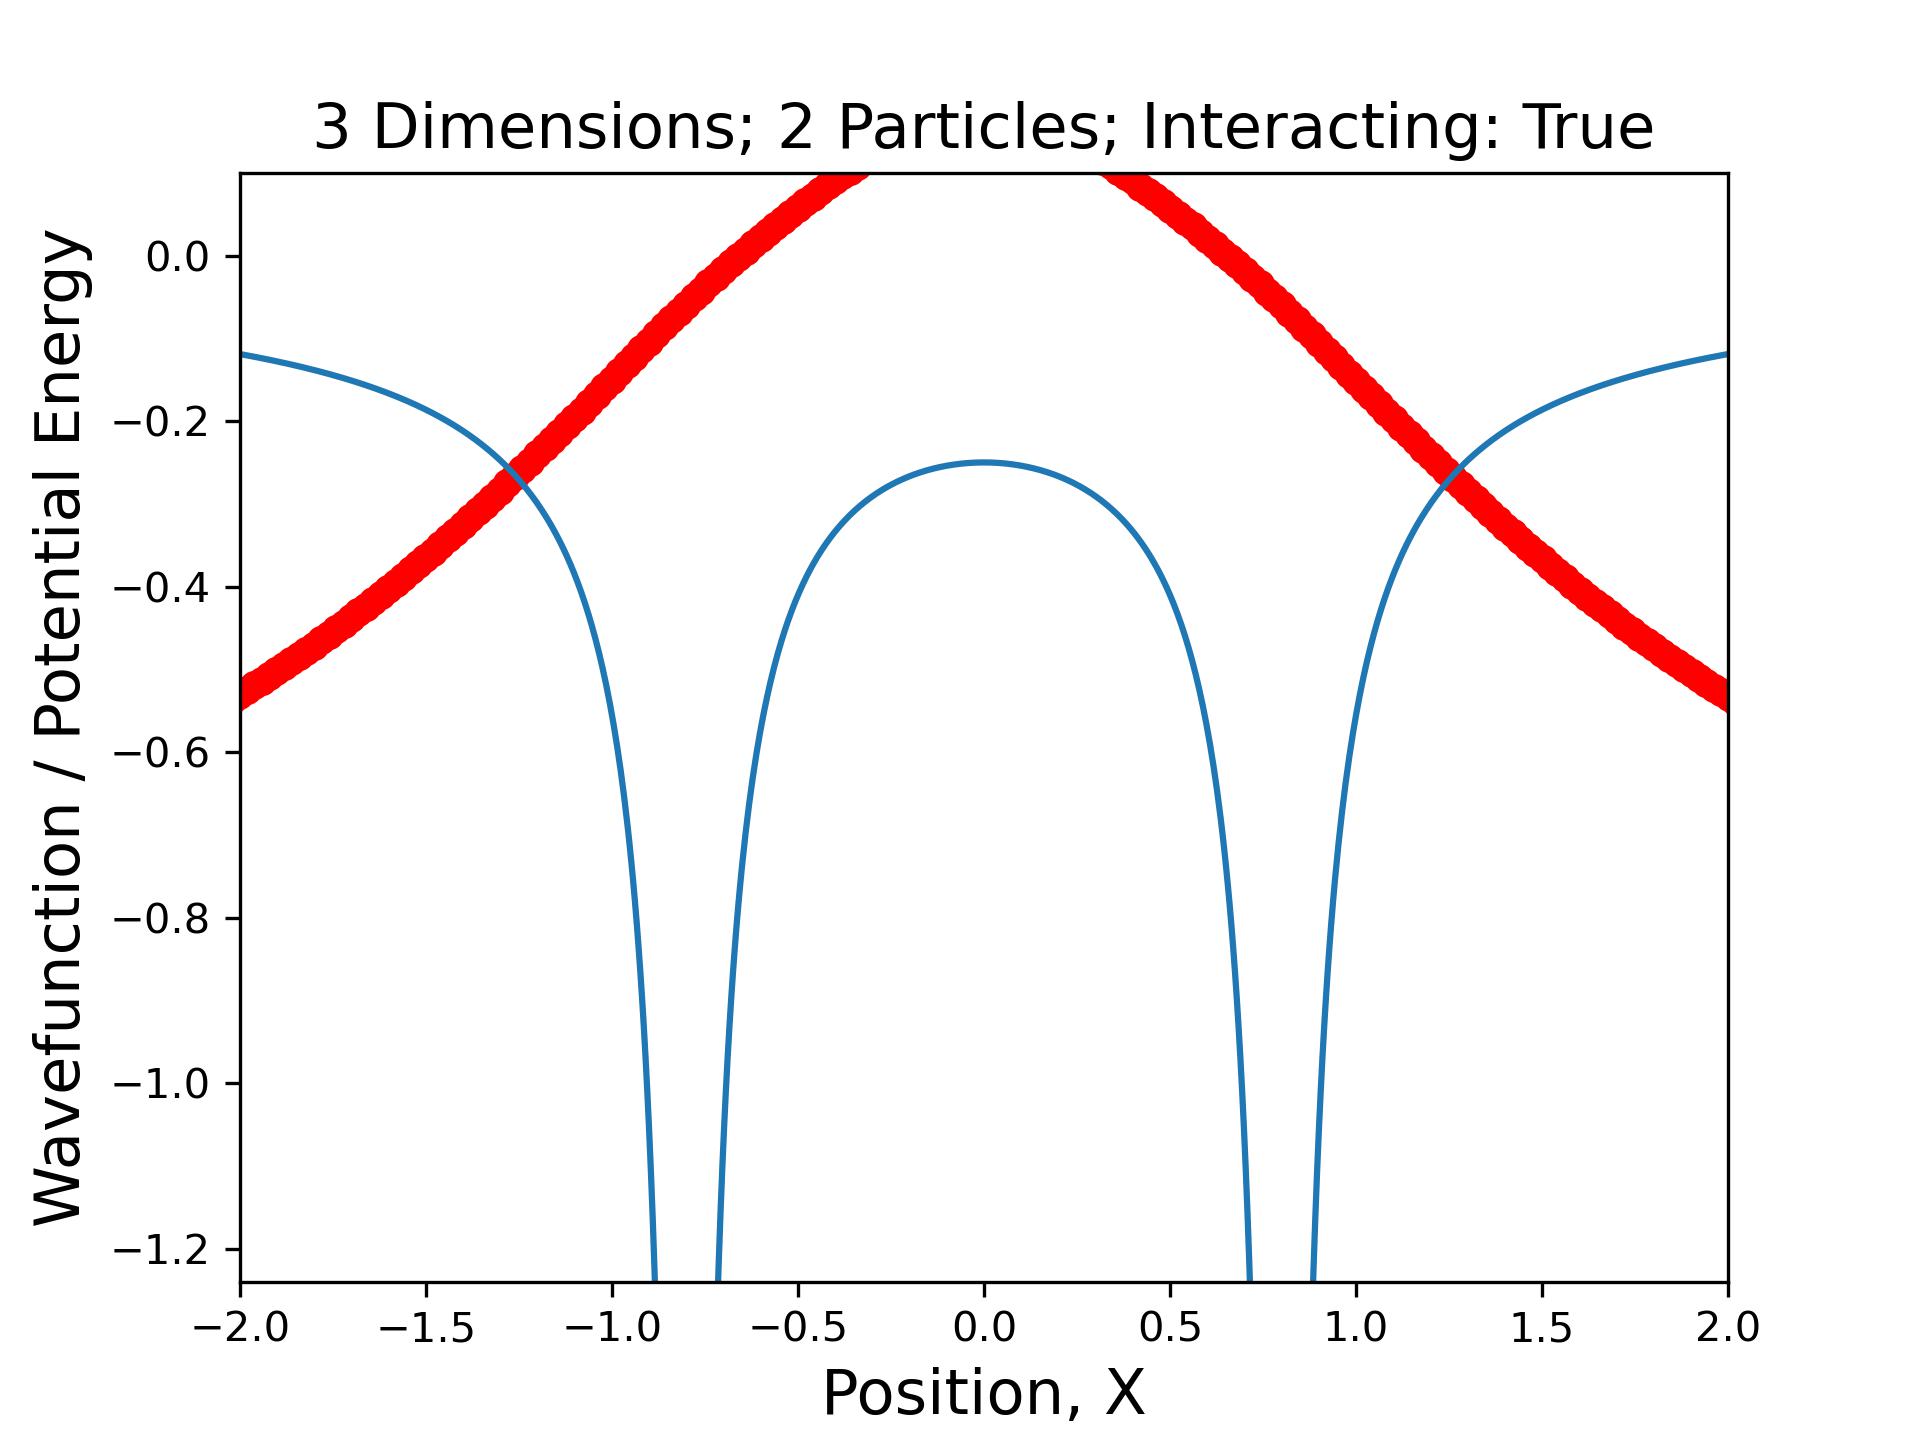 3 Dimensions; 2 Particles; Interacting: True
Wavefunction / Potential Energy
0.0
−0.2
−0.4
−0.6
−0.8
−1.0
−1.2
−2.0 −1.5 −1.0 −0.5 0.0 0.5 1.0 1.5 2.0
Position, X